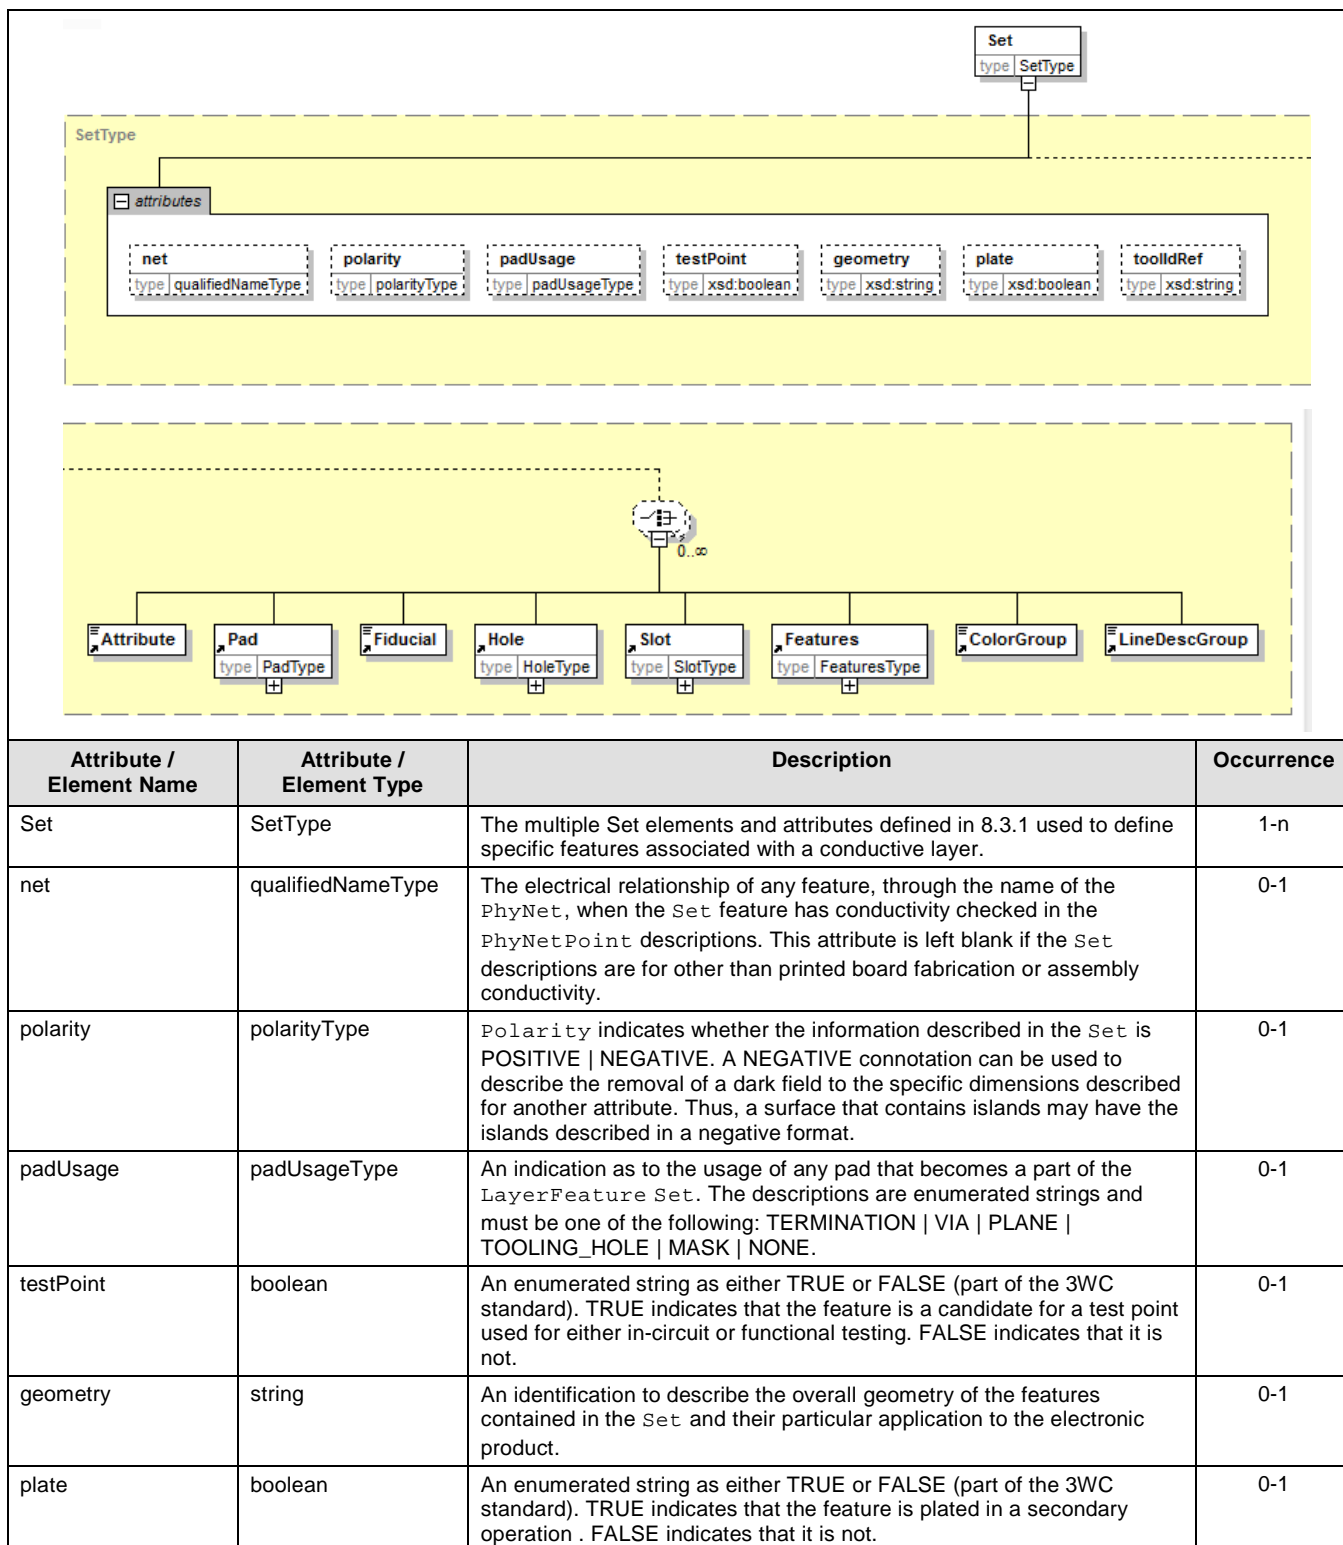 Set
type SetType
SetType
attributes
net polarity padUsage testPoint geometry plate toolIdRef
type qualifiedNameType type polarityType type padUsageType type xsd:boolean type xsd:string type xsd:boolean type xsd:string
0..∞
Attribute Pad Fiducial Hole Slot Features ColorGroup LineDescGroup
type PadType type HoleType type SlotType type FeaturesType
Attribute / Element Name Attribute / Element Type Description Occurrence
Set SetType The multiple Set elements and attributes defined in 8.3.1 used to define 1-n
specific features associated with a conductive layer.
net qualifiedNameType The electrical relationship of any feature, through the name of the 0-1
PhyNet, when the Set feature has conductivity checked in the
PhyNetPoint descriptions. This attribute is left blank if the Set
descriptions are for other than printed board fabrication or assembly
conductivity.
polarity polarityType Polarity indicates whether the information described in the Set is 0-1
POSITIVE | NEGATIVE. A NEGATIVE connotation can be used to
describe the removal of a dark field to the specific dimensions described
for another attribute. Thus, a surface that contains islands may have the
islands described in a negative format.
padUsage padUsageType An indication as to the usage of any pad that becomes a part of the 0-1
LayerFeature Set. The descriptions are enumerated strings and
must be one of the following: TERMINATION | VIA | PLANE |
TOOLING_HOLE | MASK | NONE.
testPoint boolean An enumerated string as either TRUE or FALSE (part of the 3WC 0-1
standard). TRUE indicates that the feature is a candidate for a test point
used for either in-circuit or functional testing. FALSE indicates that it is
not.
geometry string An identification to describe the overall geometry of the features 0-1
contained in the Set and their particular application to the electronic
product.
plate boolean An enumerated string as either TRUE or FALSE (part of the 3WC 0-1
standard). TRUE indicates that the feature is plated in a secondary
operation . FALSE indicates that it is not.